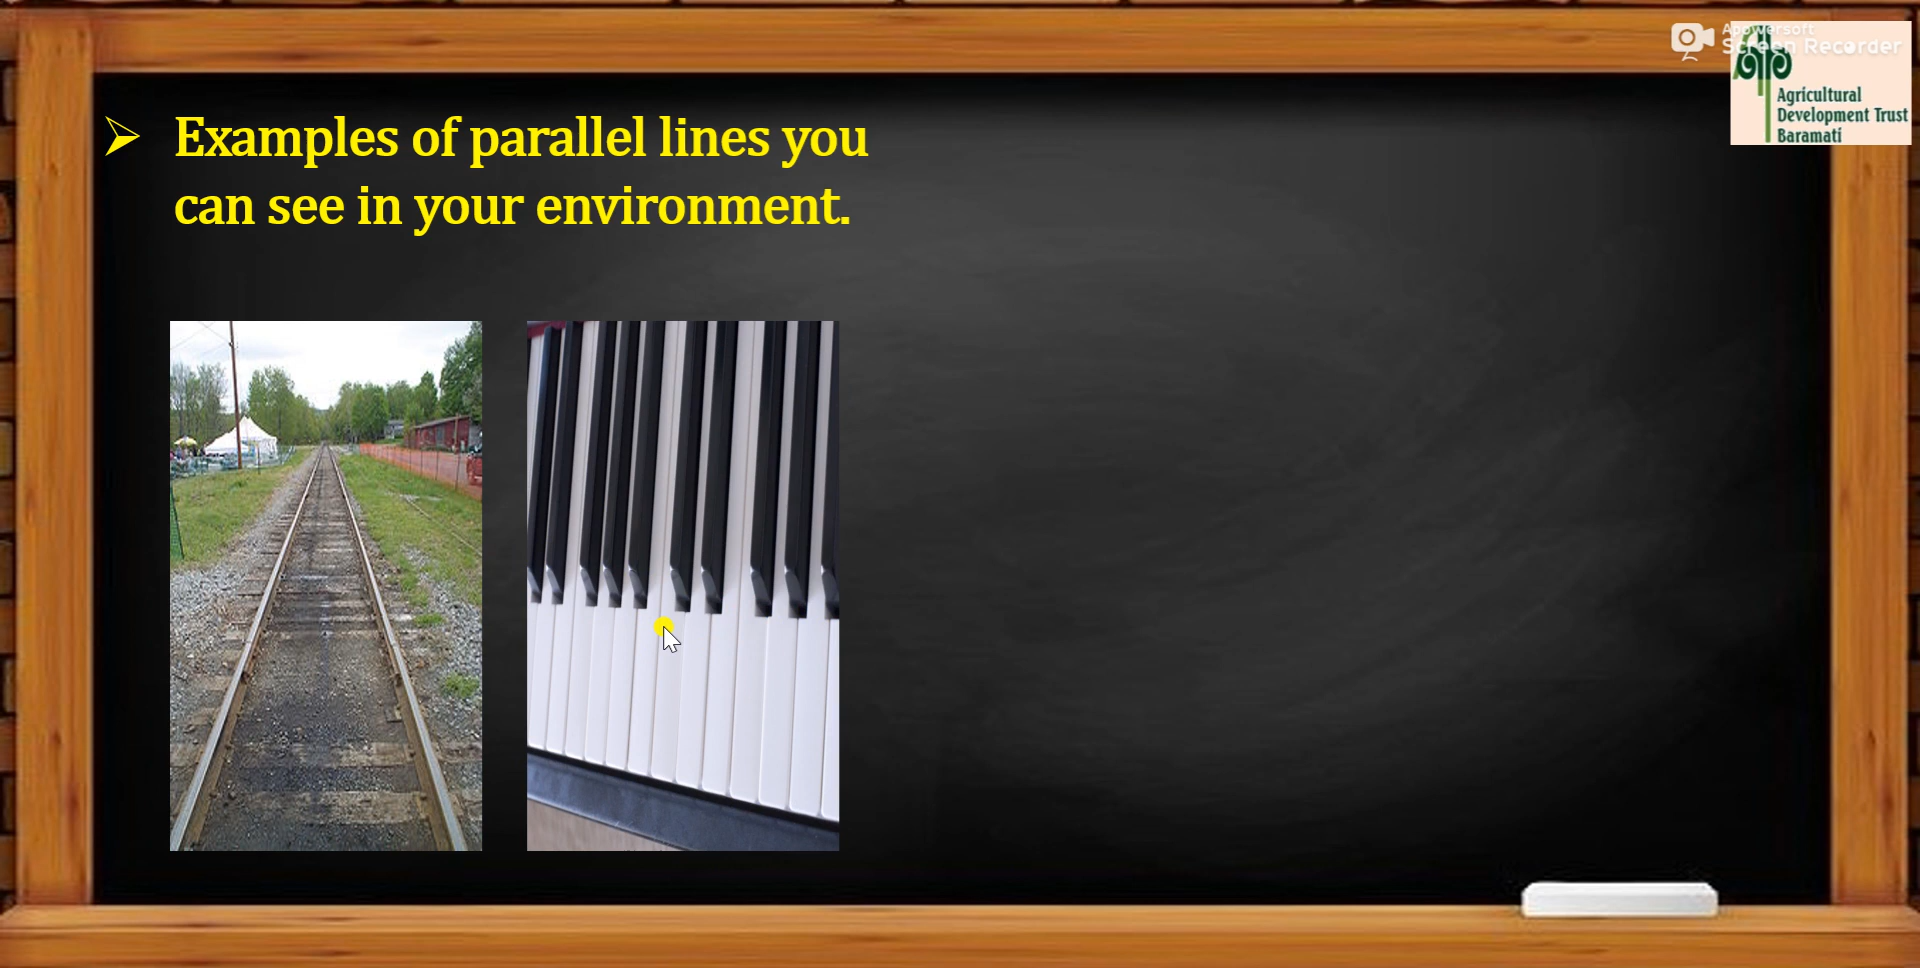 Examples of parallel lines you
can see in your environment.
Apowersoft
Screen Recorder
Agricultural
Development Trust
Baramati